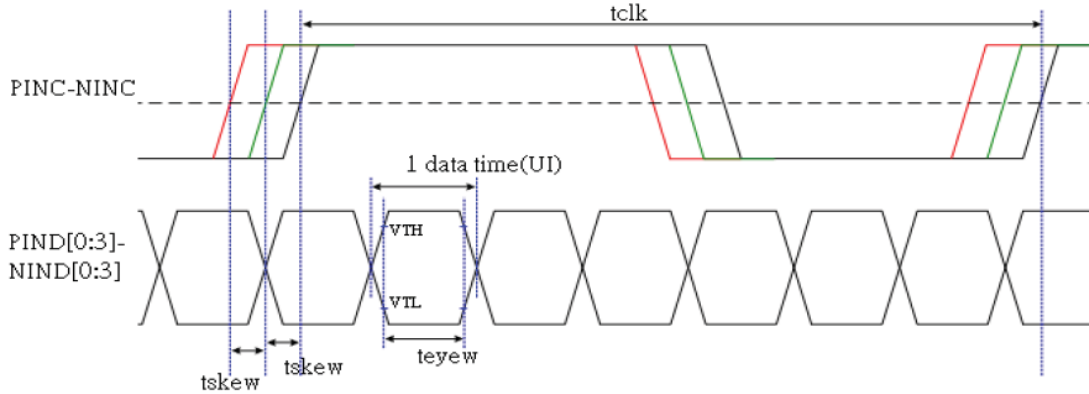 tclk
PINC-NINC
1 data time(UI)
PIND[0:3]-
NIND[0:3]
VTH
VTL
tskew
tskew
teyew